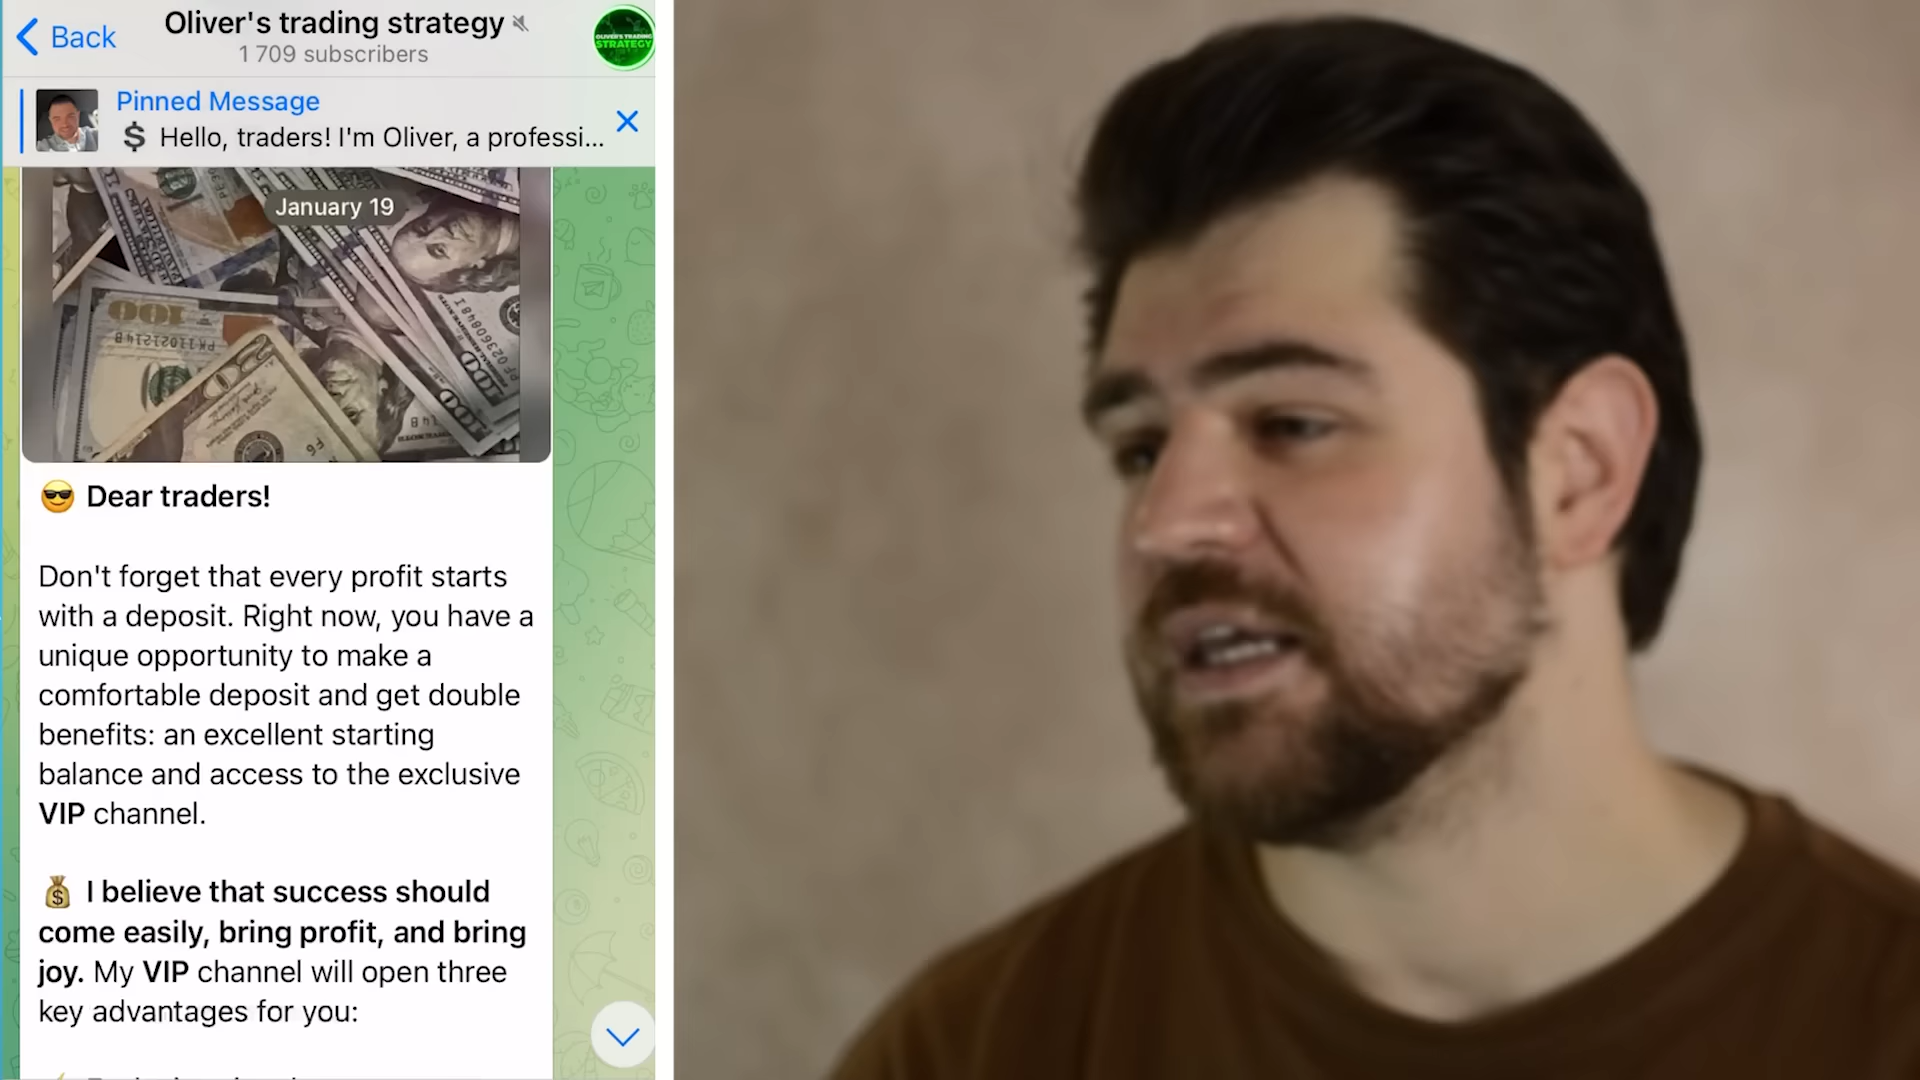 Back
Oliver's trading strategy
1 709 subscribers
OLIVER'S TRADING
STRATEGY
Pinned Message
$ Hello, traders! I'm Oliver, a professi...
January 19
😎 Dear traders!
Don't forget that every profit starts
with a deposit. Right now, you have a
unique opportunity to make a
comfortable deposit and get double
benefits: an excellent starting
balance and access to the exclusive
VIP channel.
💰 I believe that success should
come easily, bring profit, and bring
joy. My VIP channel will open three
key advantages for you: